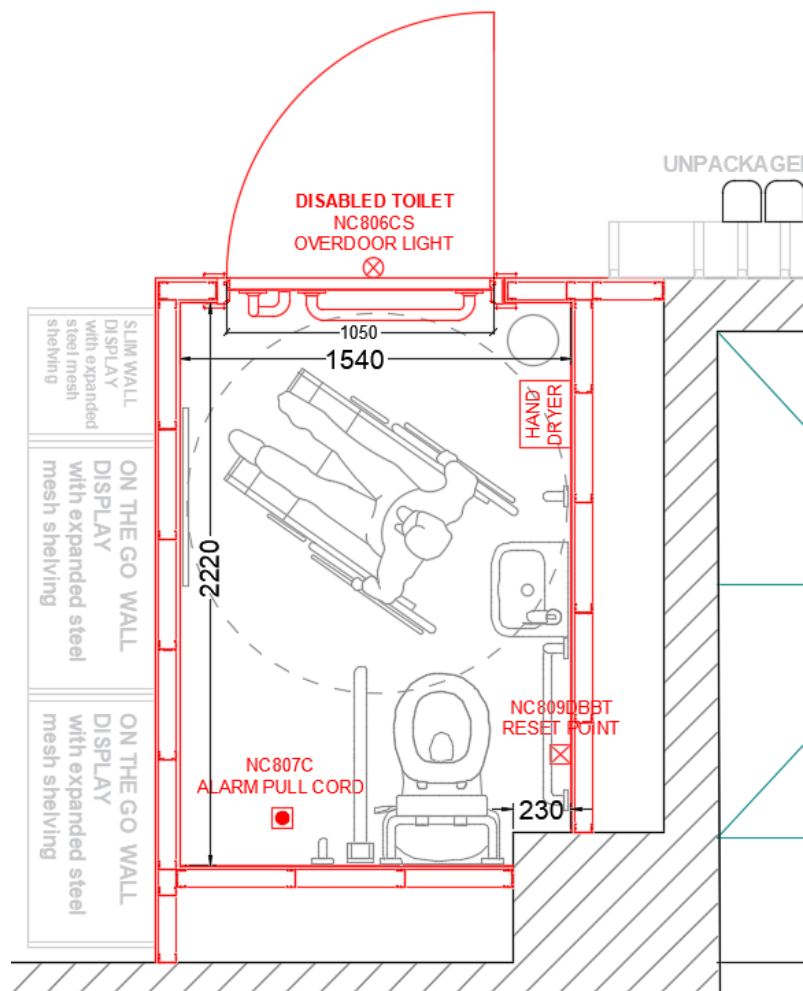 UNPACKAGE
DISABLED TOILET
NC806CS
OVERDOOR LIGHT
1050
1540
SLIM WALL
DISPLAY
with expanded
steel mesh
shelving
HAND
DRYER
ON THE GO WALL
DISPLAY
with expanded steel
mesh shelving
2220
NC809DBBT
RESET POINT
NC807C
ALARM PULL CORD
230
ON THE GO WALL
DISPLAY
with expanded steel
mesh shelving